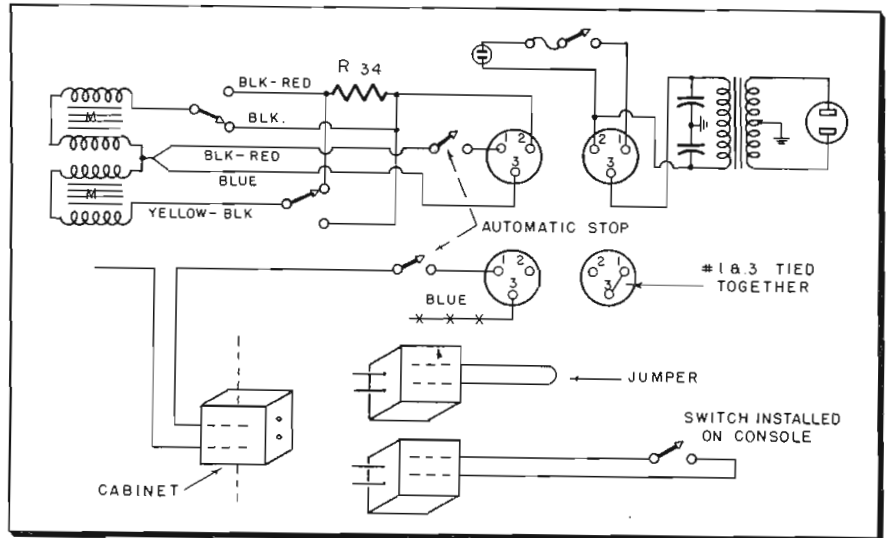 R 34
BLK-RED
BLK.
M
BLK-RED
BLUE
M
YELLOW-BLK
1 2
3
2 1
3
AUTOMATIC STOP
1 2
3
2 1
3
#1 &.3 TIED
TOGETHER
BLUE
JUMPER
SWITCH INSTALLED
ON CONSOLE
CABINET